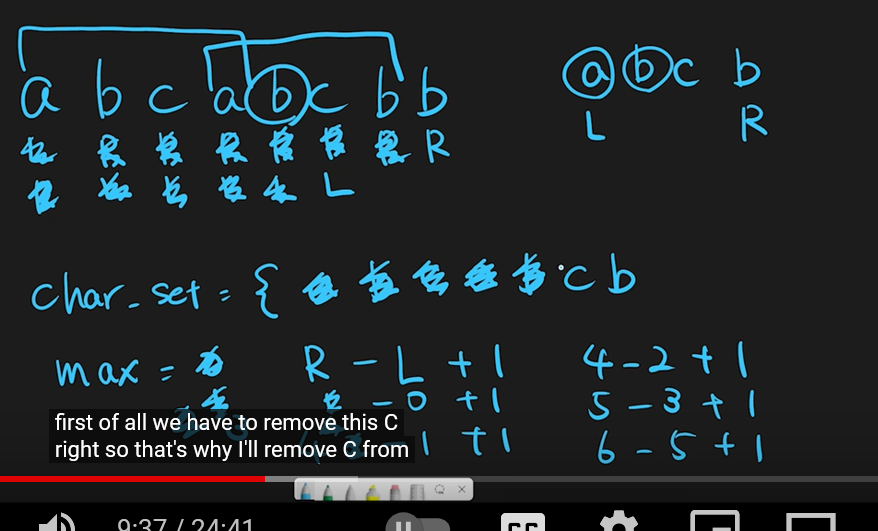 a b c a b c b b
a b c b
R
L R
L
char_set = { c b
max = R - L + 1 4 - 2 + 1
- 0 + 1 5 - 3 + 1
- 1 + 1 6 - 5 + 1
first of all we have to remove this C
right so that's why I'll remove C from
9:37 / 24:41
CC